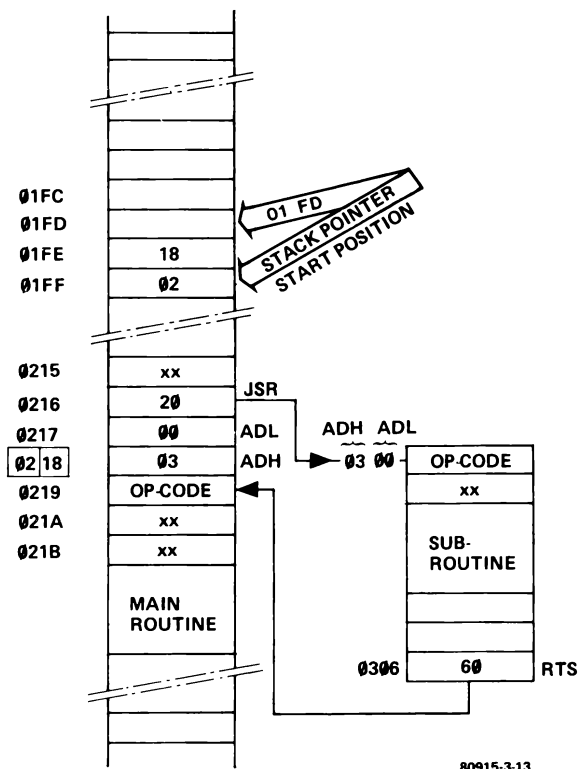 Ø1FC
Ø1FD
01 FD
Ø1FE 18
STACK POINTER
START POSITION
Ø1FF Ø2
Ø215 xx
Ø216 2Ø JSR
Ø217 ØØ ADL
ADH ADL
Ø2 18 Ø3 ADH
Ø3 ØØ OP-CODE
Ø219 OP-CODE
xx
Ø21A xx
Ø21B xx
SUB-
ROUTINE
MAIN
ROUTINE
Ø3Ø6 6Ø RTS
80915-3-13